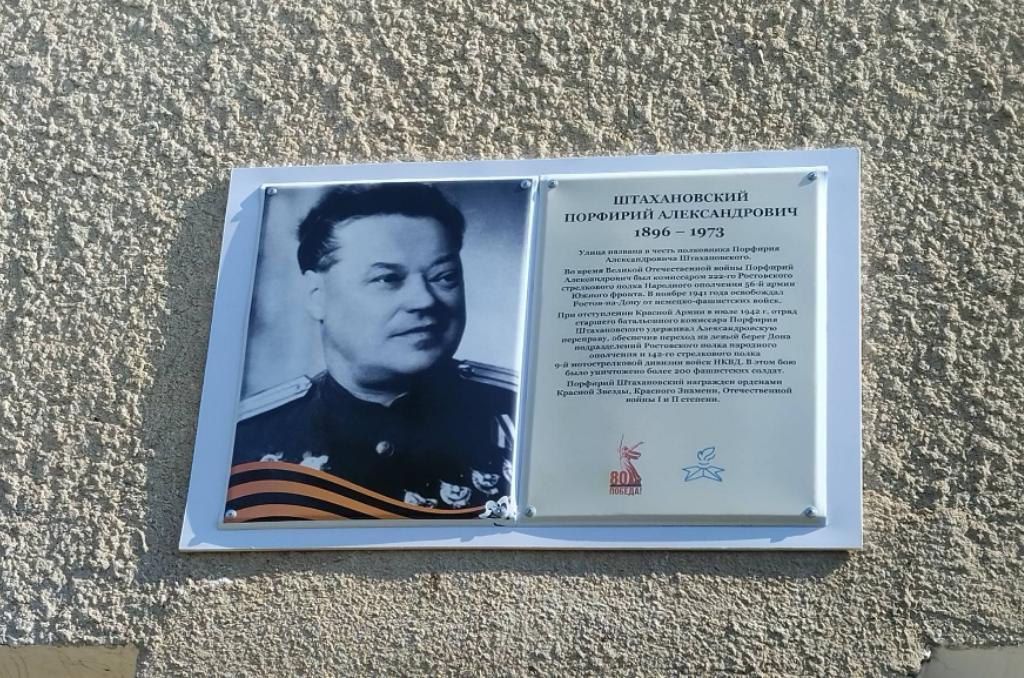 ШТАХАНОВСКИЙ
ПОРФИРИЙ АЛЕКСАНДРОВИЧ
1896 – 1973
Улица названа в честь полковника Порфирия
Александровича Штахановского.
Во время Великой Отечественной войны Порфирий
Александрович был комиссаром 222-го Ростовского
стрелкового полка Народного ополчения 56-й армии
Южного фронта. В ноябре 1941 года освобождал
Ростов-на-Дону от немецко-фашистских войск.
При отступлении Красной Армии в июле 1942 г. отряд
старшего батальонного комиссара Порфирия
Штахановского удерживал Александровскую
переправу, обеспечив переход на левый берег Дона
подразделений Ростовского полка народного
ополчения и 142-го стрелкового полка
9-й мотострелковой дивизии войск НКВД. В этом бою
было уничтожено более 200 фашистских солдат.
Порфирий Штахановский награжден орденами
Красной Звезды, Красного Знамени, Отечественной
войны I и II степени.
80
ПОБЕДА!